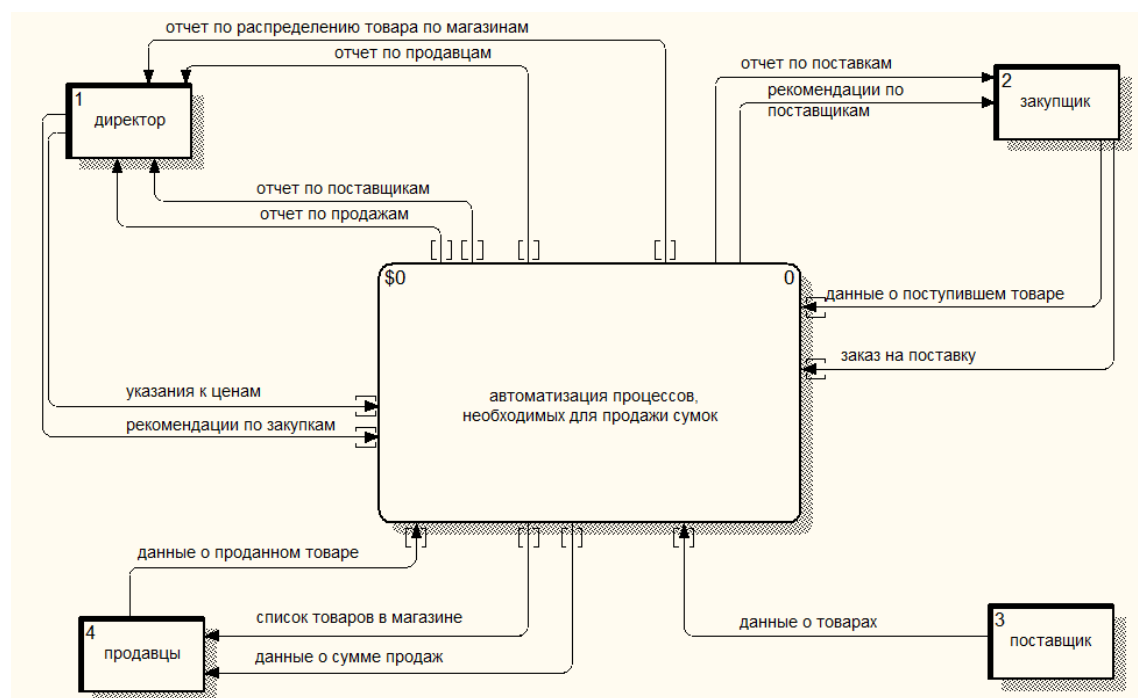 отчет по распределению товара по магазинам
отчет по продавцам
отчет по поставкам
рекомендации по
поставщикам
1
директор
2
закупщик
отчет по поставщикам
отчет по продажам
$0
0
данные о поступившем товаре
заказ на поставку
автоматизация процессов,
необходимых для продажи сумок
указания к ценам
рекомендации по закупкам
данные о проданном товаре
список товаров в магазине
данные о сумме продаж
4
продавцы
данные о товарах
3
поставщик